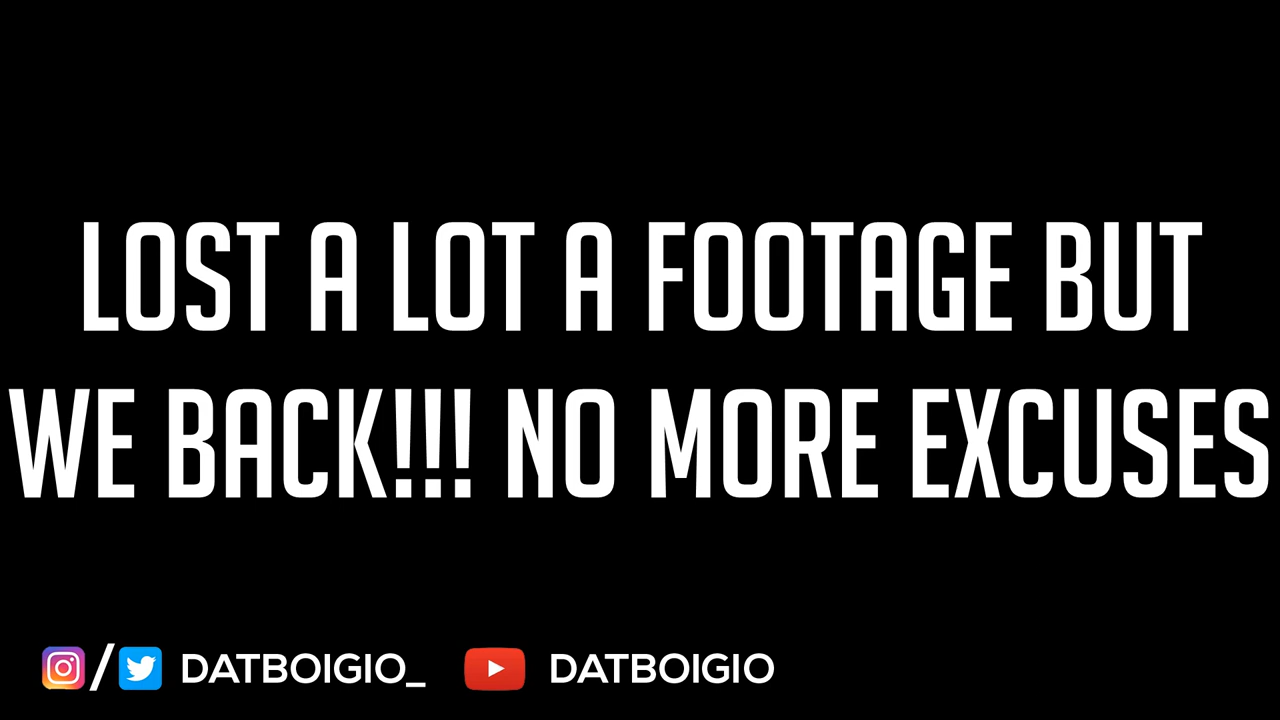 LOST A LOT A FOOTAGE BUT
WE BACK!!! NO MORE EXCUSES
/ DATBOIGIO_ DATBOIGIO